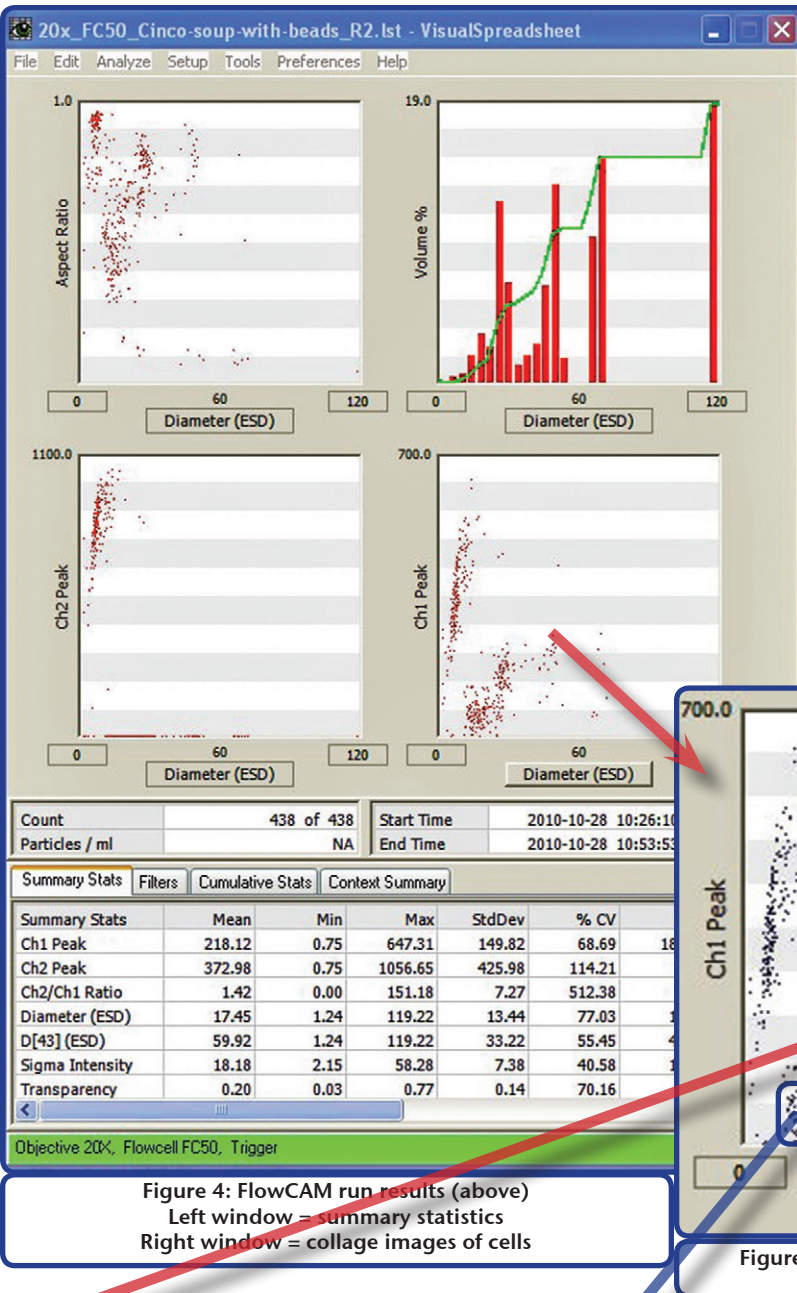 20x_FC50_Cinco-soup-with-beads_R2.lst - VisualSpreadsheet
File Edit Analyze Setup Tools Preferences Help
1.0
Aspect Ratio
0 60 120
Diameter (ESD)
19.0
Volume %
0 60 120
Diameter (ESD)
1100.0
Ch2 Peak
0 60 120
Diameter (ESD)
700.0
Ch1 Peak
0 60
Diameter (ESD)
700.0
Ch1 Peak
0
Count 438 of 438 Start Time 2010-10-28 10:26:10
Particles / ml NA End Time 2010-10-28 10:53:53
Summary Stats Filters Cumulative Stats Context Summary
Summary Stats Mean Min Max StdDev % CV
Ch1 Peak 218.12 0.75 647.31 149.82 68.69 18
Ch2 Peak 372.98 0.75 1056.65 425.98 114.21
Ch2/Ch1 Ratio 1.42 0.00 151.18 7.27 512.38
Diameter (ESD) 17.45 1.24 119.22 13.44 77.03 1
D[43] (ESD) 59.92 1.24 119.22 33.22 55.45 4
Sigma Intensity 18.18 2.15 58.28 7.38 40.58 1
Transparency 0.20 0.03 0.77 0.14 70.16
Objective 20X, Flowcell FC50, Trigger
Figure 4: FlowCAM run results (above)
Left window = summary statistics
Right window = collage images of cells
Figure